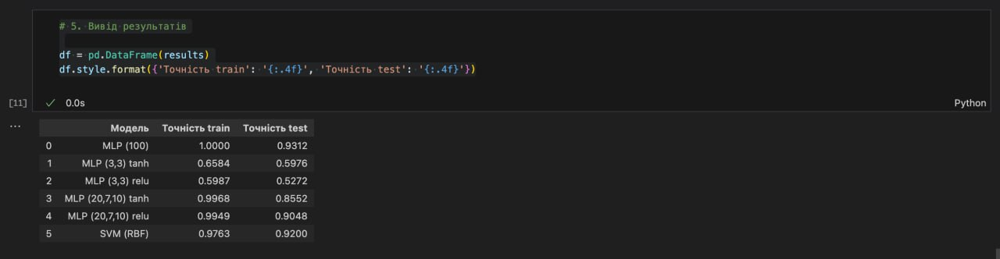 # 5. Вивід результатів
df = pd.DataFrame(results)
df.style.format({'Точність train': '{:.4f}', 'Точність test': '{:.4f}'})
[11] ✓ 0.0s Python
...
Модель Точність train Точність test
0 MLP (100) 1.0000 0.9312
1 MLP (3,3) tanh 0.6584 0.5976
2 MLP (3,3) relu 0.5987 0.5272
3 MLP (20,7,10) tanh 0.9968 0.8552
4 MLP (20,7,10) relu 0.9949 0.9048
5 SVM (RBF) 0.9763 0.9200